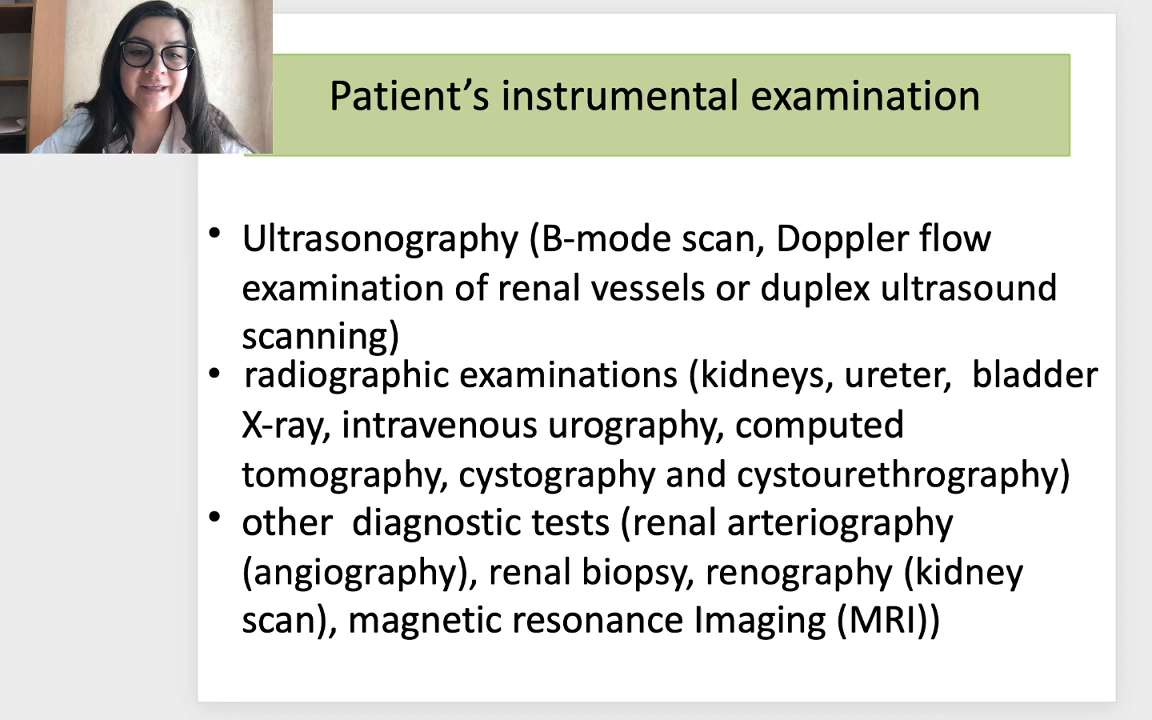 Patient’s instrumental examination
• Ultrasonography (B-mode scan, Doppler flow
examination of renal vessels or duplex ultrasound
scanning)
• radiographic examinations (kidneys, ureter,  bladder
X-ray, intravenous urography, computed
tomography, cystography and cystourethrography)
• other  diagnostic tests (renal arteriography
(angiography), renal biopsy, renography (kidney
scan), magnetic resonance Imaging (MRI))